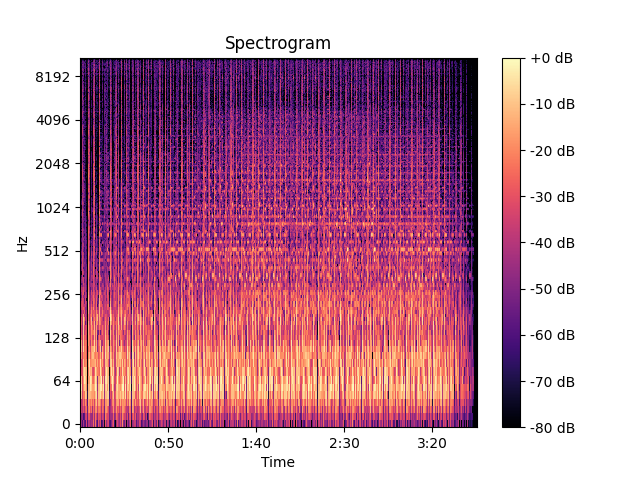 Spectrogram
Hz
8192
4096
2048
1024
512
256
128
64
0
0:00 0:50 1:40 2:30 3:20
Time
+0 dB
-10 dB
-20 dB
-30 dB
-40 dB
-50 dB
-60 dB
-70 dB
-80 dB